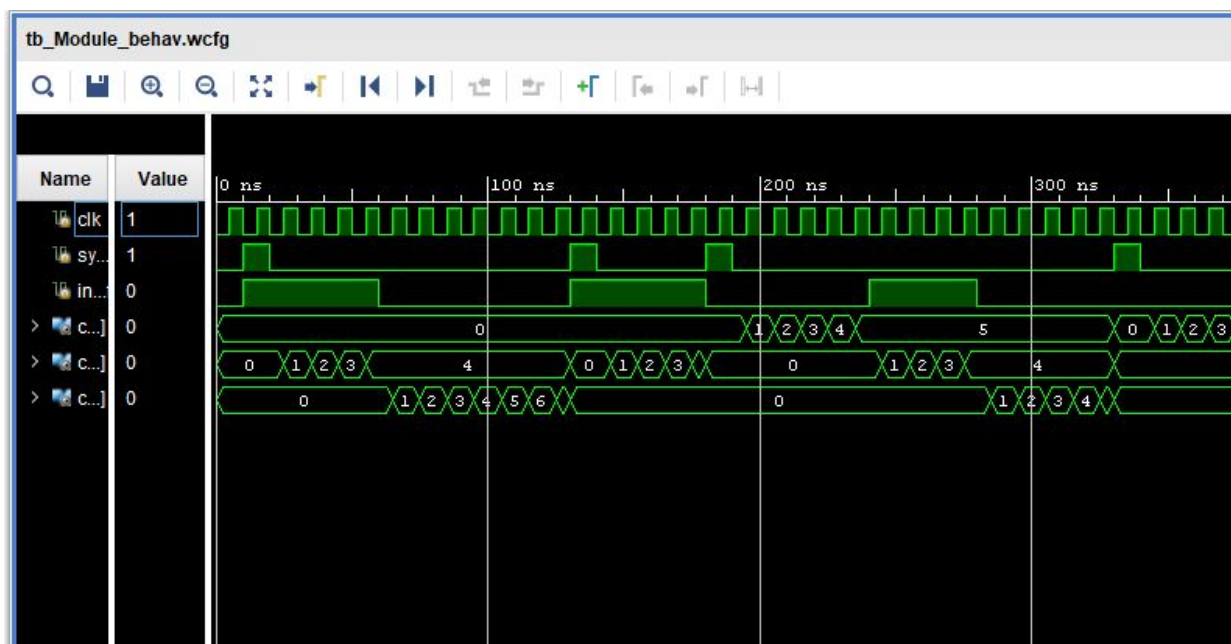 tb_Module_behav.wcfg
Name Value
0 ns 100 ns 200 ns 300 ns
clk 1
sy... 1
in... 0
> c...] 0 0 1 2 3 4 5 0 1 2 3
> c...] 0 0 1 2 3 4 0 1 2 3 0 1 2 3 4
> c...] 0 0 1 2 3 4 5 6 0 1 2 3 4